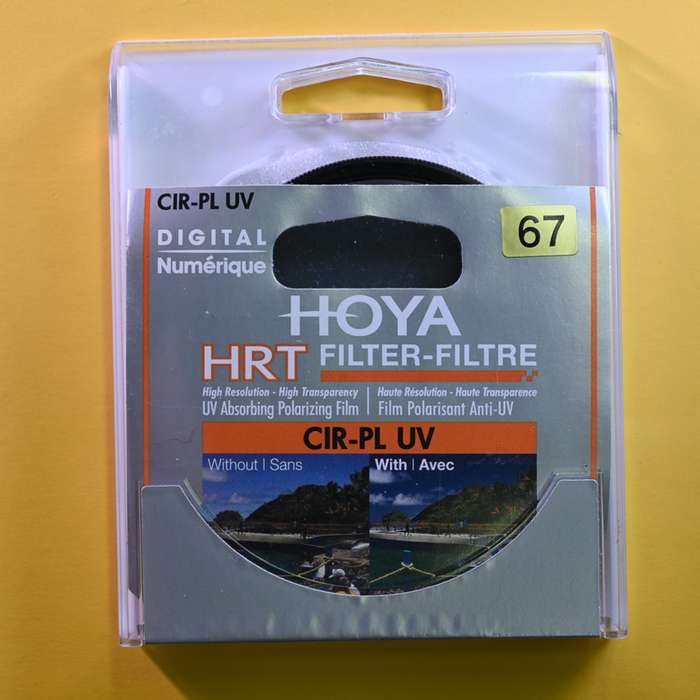 CIR-PL UV
67
DIGITAL
Numérique
HOYA
HRT FILTER-FILTRE
High Resolution - High Transparency
UV Absorbing Polarizing Film
Haute Résolution - Haute Transparence
Film Polarisant Anti-UV
CIR-PL UV
Without | Sans
With | Avec